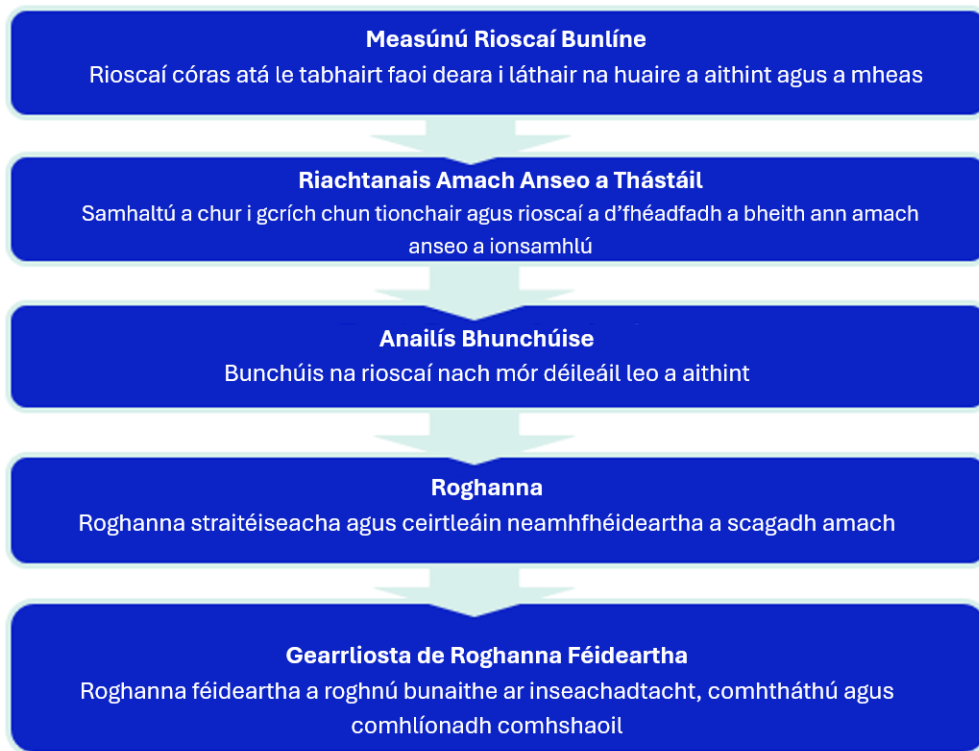 Measúnú Rioscaí Bunlíne
Rioscaí córas atá le tabhairt faoi deara i láthair na huaire a aithint agus a mheas
Riachtanais Amach Anseo a Thástáil
Samhaltú a chur i gcrích chun tionchair agus rioscaí a d’fhéadfadh a bheith ann amach
anseo a ionsamhlú
Anailís Bhunchúise
Bunchúis na rioscaí nach mór déileáil leo a aithint
Roghanna
Roghanna straitéiseacha agus ceirtleáin neamhfhéideartha a scagadh amach
Gearrliosta de Roghanna Féideartha
Roghanna féideartha a roghnú bunaithe ar inseachadtacht, comhtháthú agus
comhlíonadh comhshaoil